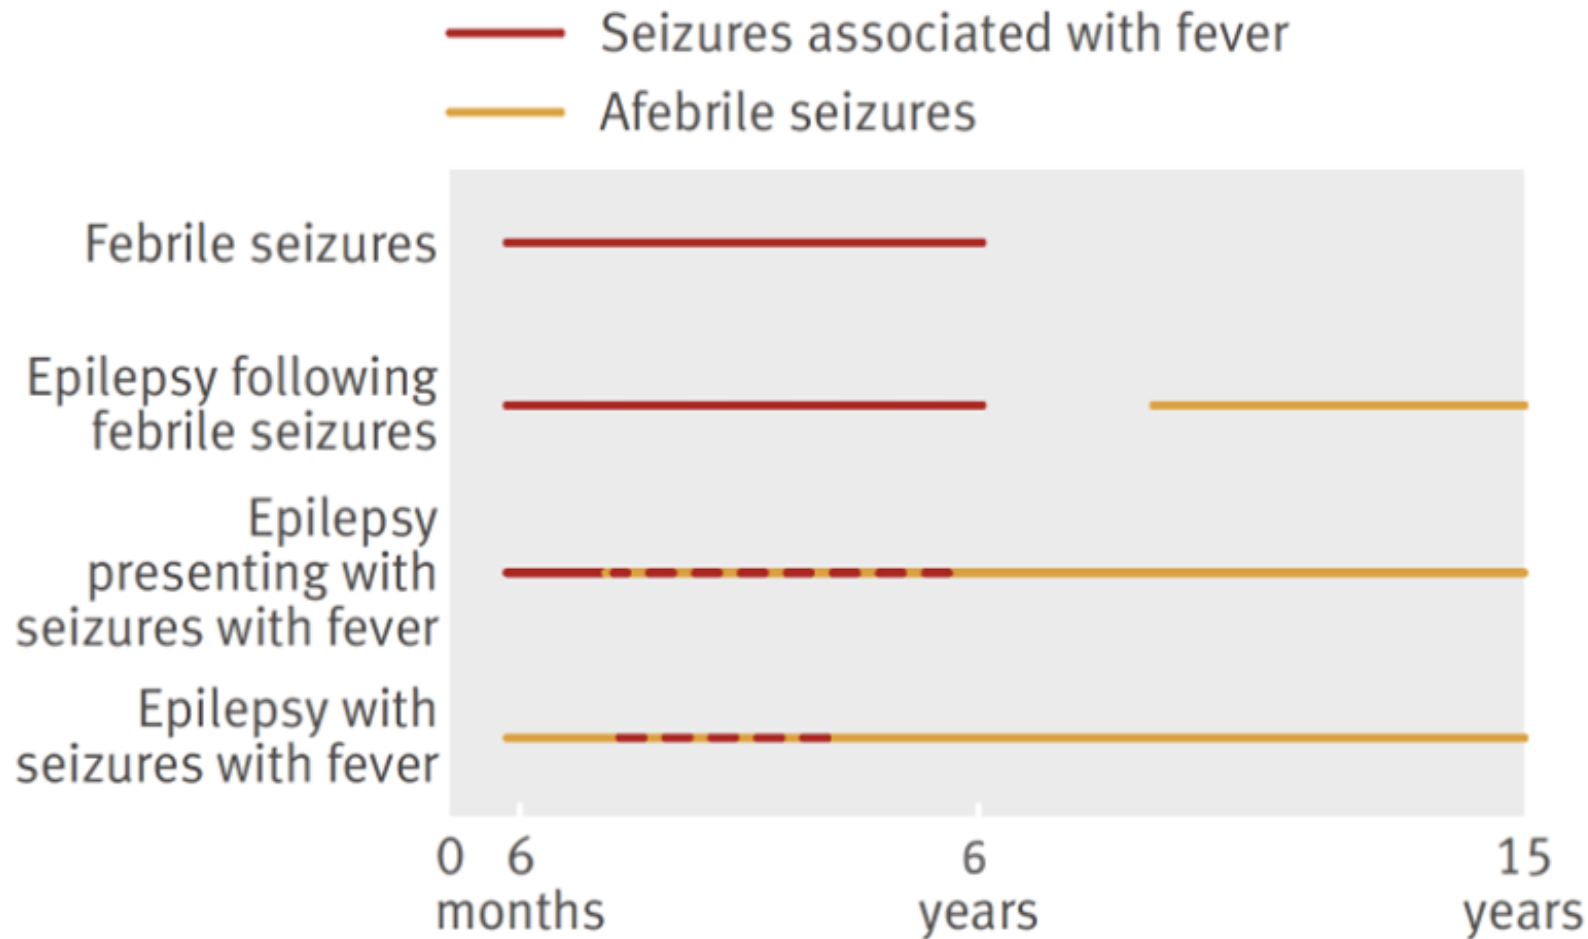 Seizures associated with fever
Afebrile seizures
Febrile seizures
Epilepsy following
febrile seizures
Epilepsy
presenting with
seizures with fever
Epilepsy with
seizures with fever
0 6 6 15
months years years